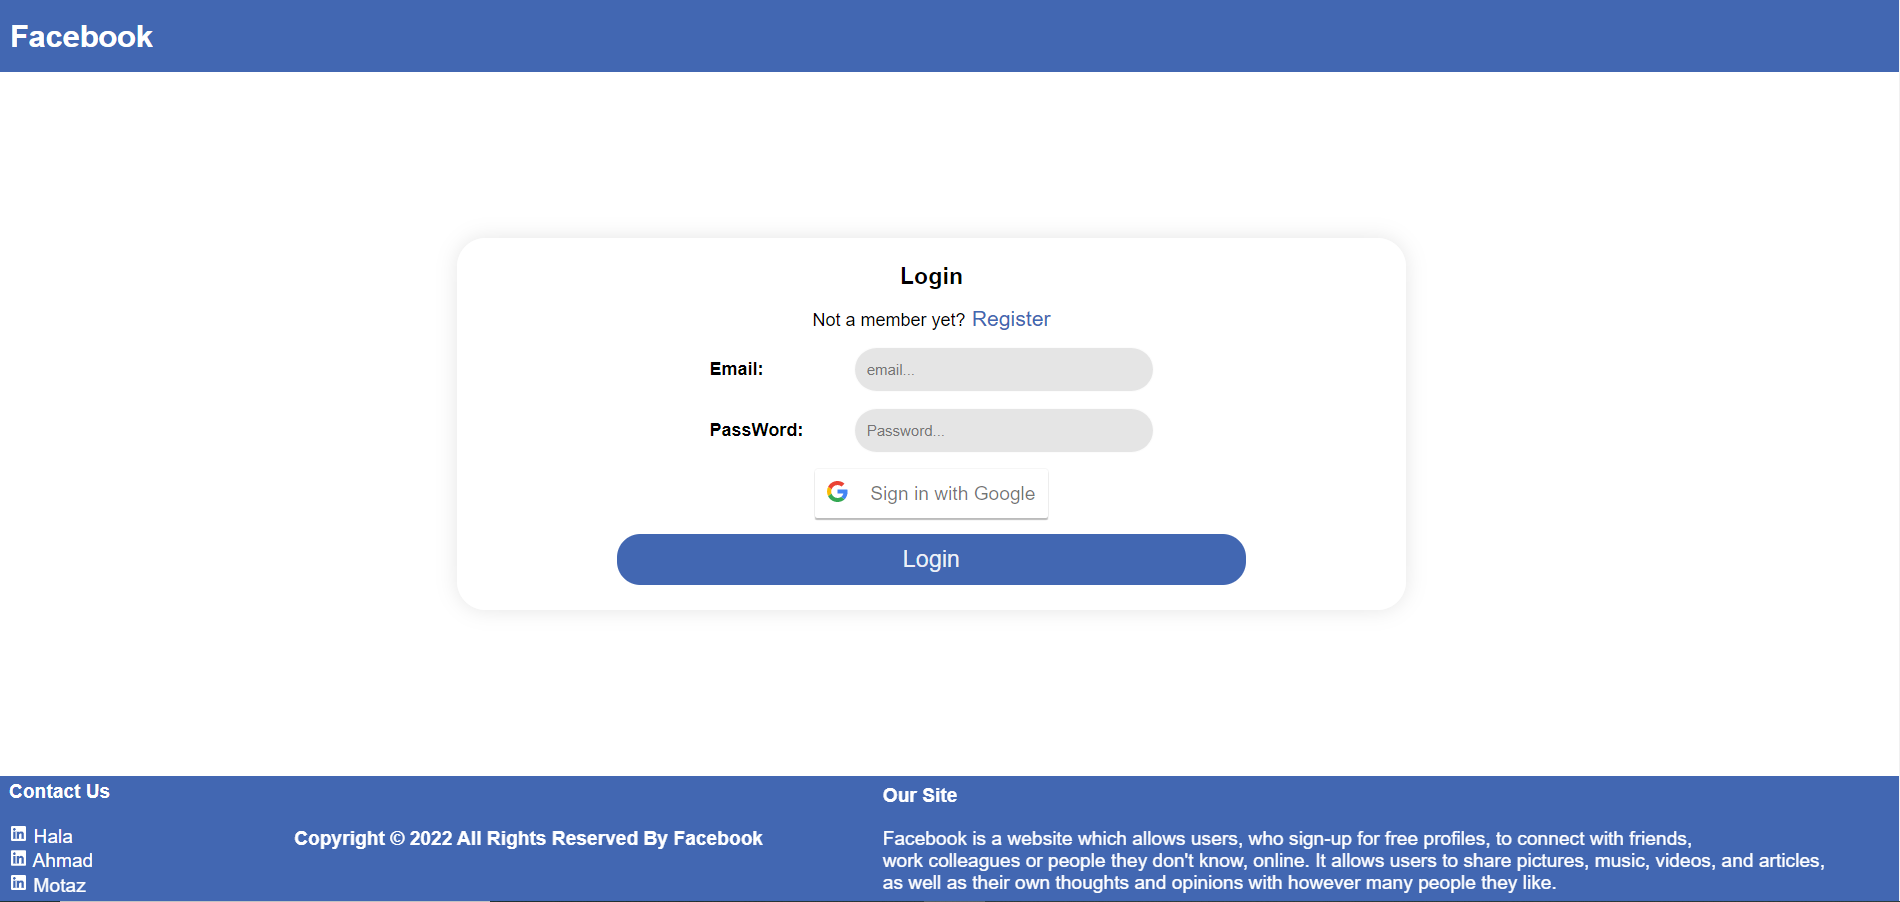 Facebook
Login
Not a member yet? Register
Email:
email...
PassWord:
Password...
Sign in with Google
Login
Contact Us
Hala
Ahmad
Motaz
Copyright © 2022 All Rights Reserved By Facebook
Our Site
Facebook is a website which allows users, who sign-up for free profiles, to connect with friends,
work colleagues or people they don't know, online. It allows users to share pictures, music, videos, and articles,
as well as their own thoughts and opinions with however many people they like.